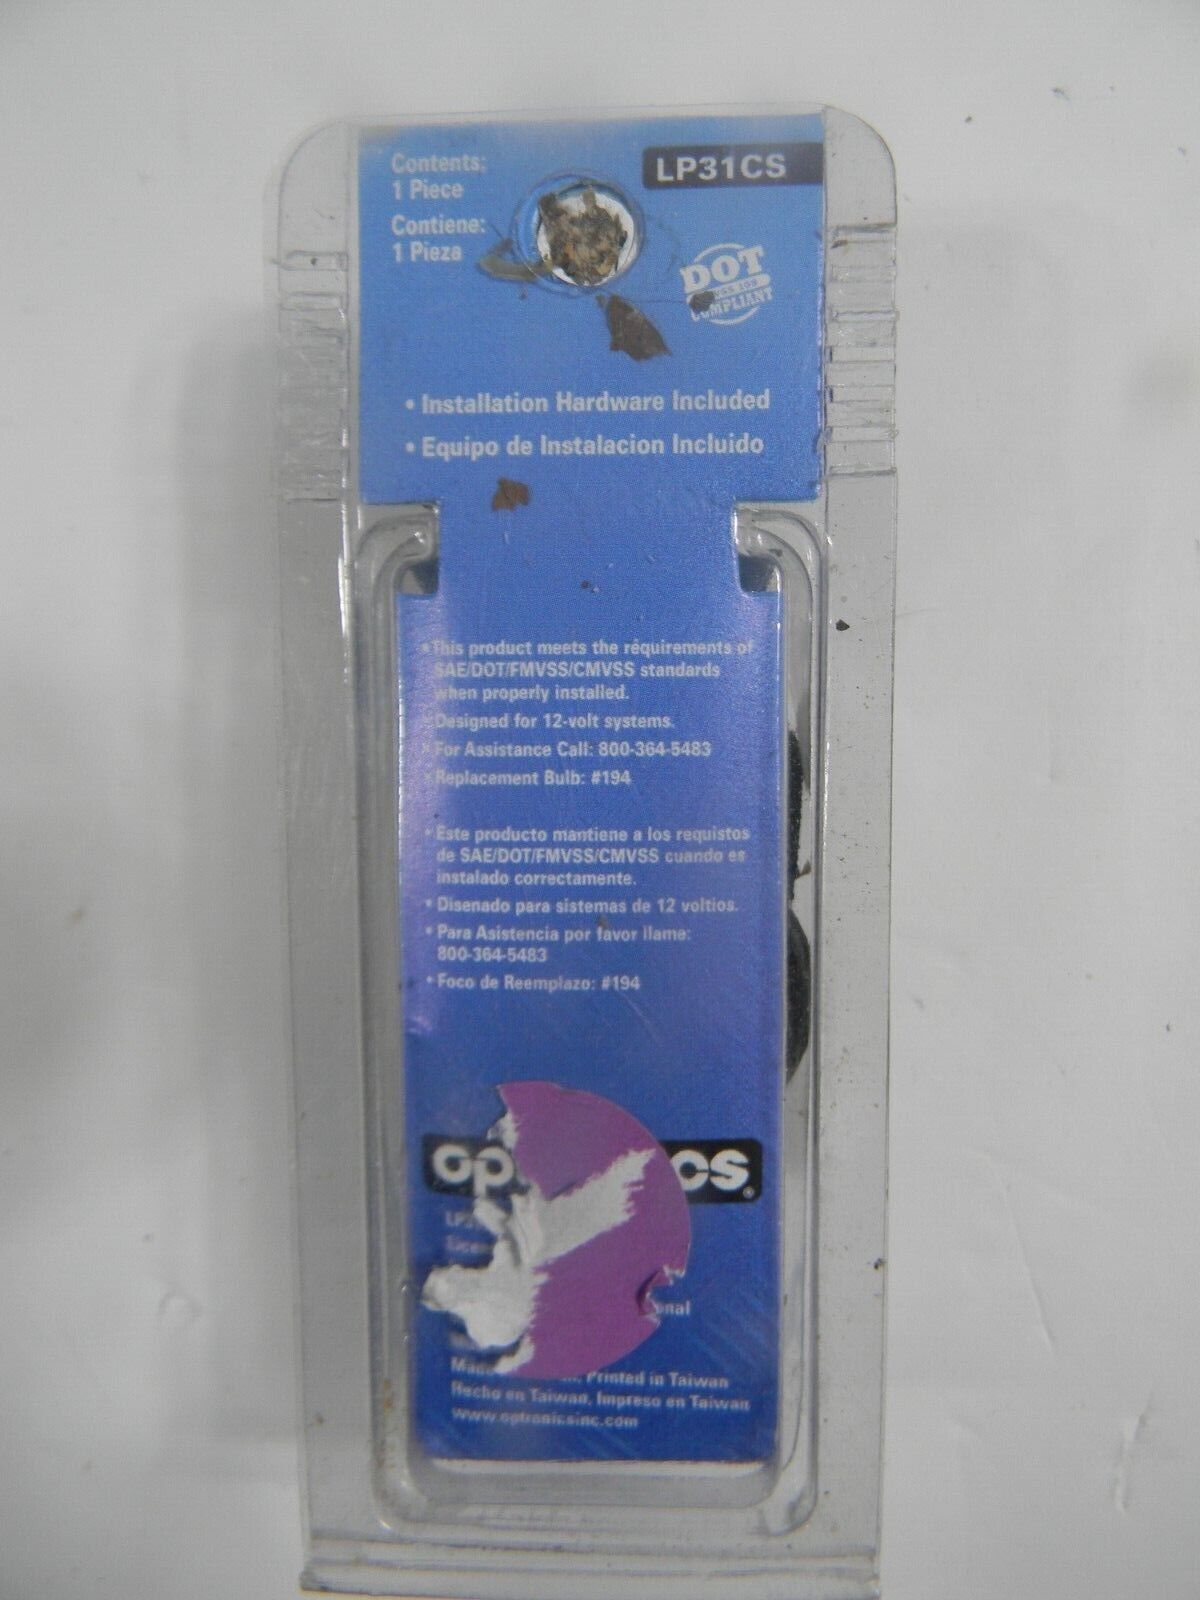 Contents:
1 Piece
Contiene:
1 Pieza
LP31CS
DOT
COMPLIANT
• Installation Hardware Included
• Equipo de Instalacion Incluido
• This product meets the requirements of
SAE/DOT/FMVSS/CMVSS standards
when properly installed.
• Designed for 12-volt systems.
• For Assistance Call: 800-364-5483
• Replacement Bulb: #194
• Este producto mantiene a los requistos
de SAE/DOT/FMVSS/CMVSS cuando es
instalado correctamente.
• Disenado para sistemas de 12 voltios.
• Para Asistencia por favor llame:
800-364-5483
• Foco de Reemplazo: #194
Made Printed in Taiwan
Hecho en Taiwan, Impreso en Taiwan
www.optronicsinc.com